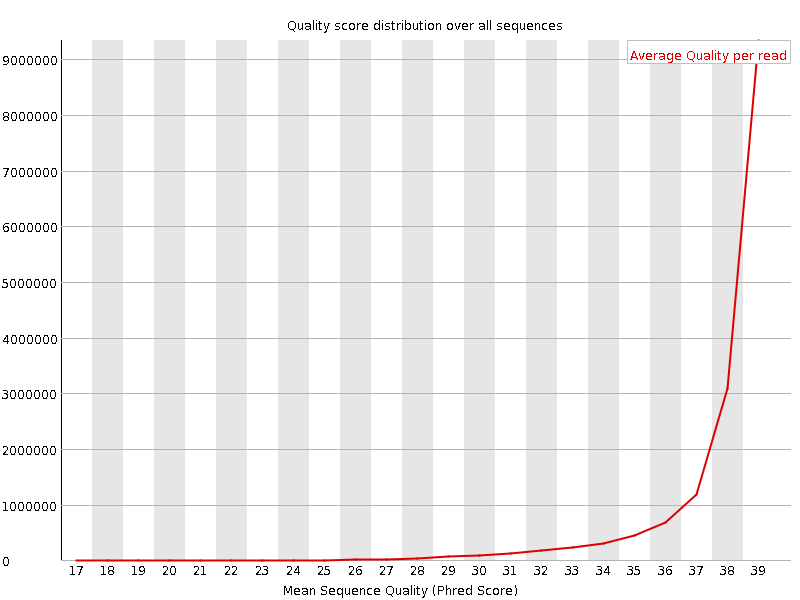 Quality score distribution over all sequences
Average Quality per read
9000000
8000000
7000000
6000000
5000000
4000000
3000000
2000000
1000000
0
17 18 19 20 21 22 23 24 25 26 27 28 29 30 31 32 33 34 35 36 37 38 39
Mean Sequence Quality (Phred Score)